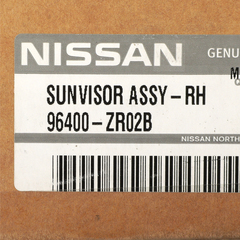 NISSAN GENU
SUNVISOR ASSY-RH
96400-ZR02B
NISSAN NORTH